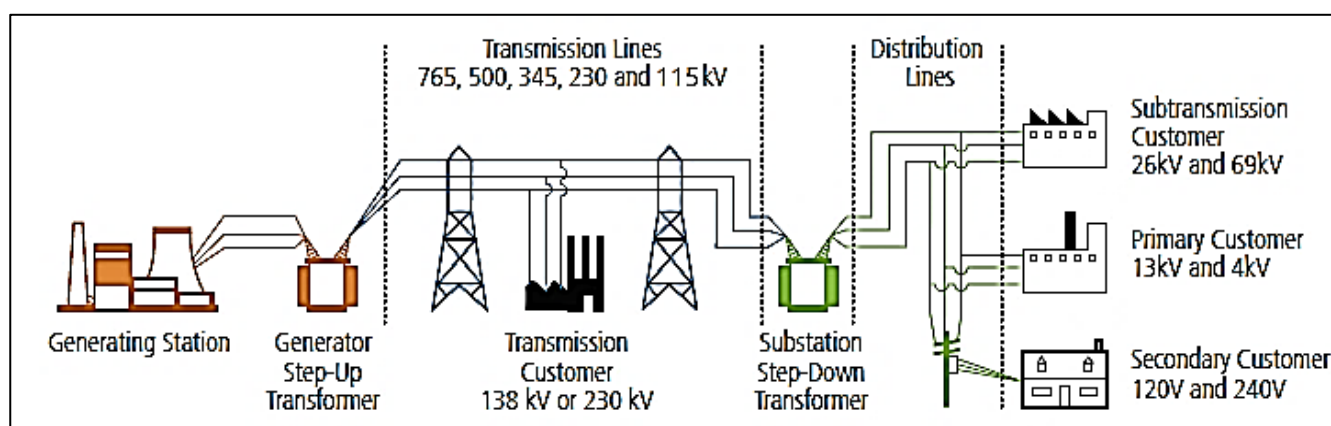 Transmission Lines
765, 500, 345, 230 and 115 kV
Distribution
Lines
Subtransmission
Customer
26kV and 69kV
Primary Customer
13kV and 4kV
Generating Station
Generator
Step-Up
Transformer
Transmission
Customer
138 kV or 230 kV
Substation
Step-Down
Transformer
Secondary Customer
120V and 240V